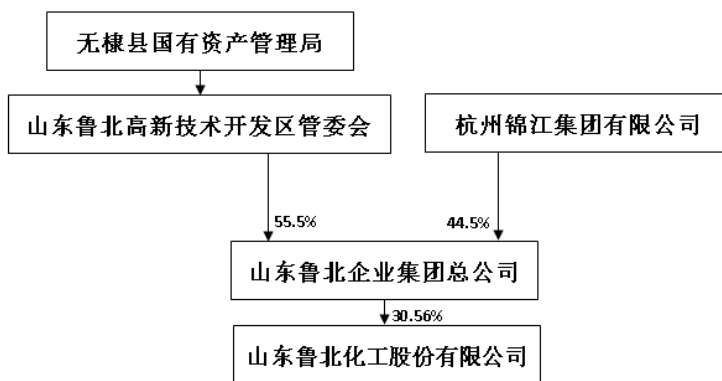 无棣县国有资产管理局
山东鲁北高新技术开发区管委会
杭州锦江集团有限公司
55.5%
44.5%
山东鲁北企业集团总公司
30.56%
山东鲁北化工股份有限公司